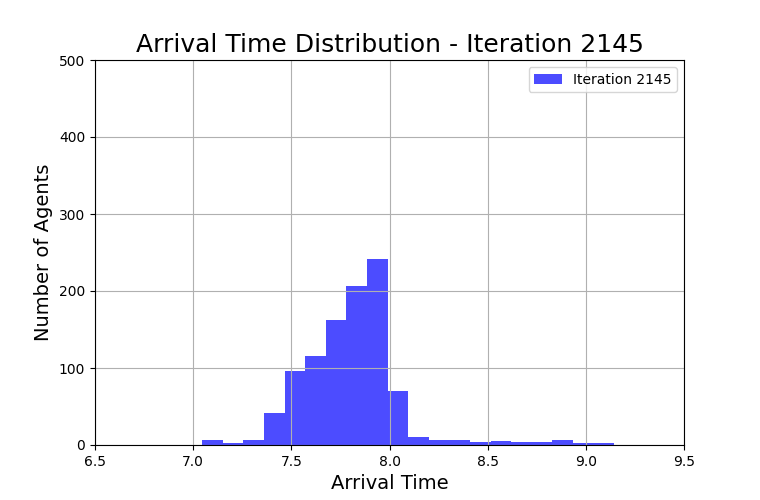 Arrival Time Distribution - Iteration 2145
Iteration 2145
Number of Agents
500
400
300
200
100
0
6.5 7.0 7.5 8.0 8.5 9.0 9.5
Arrival Time